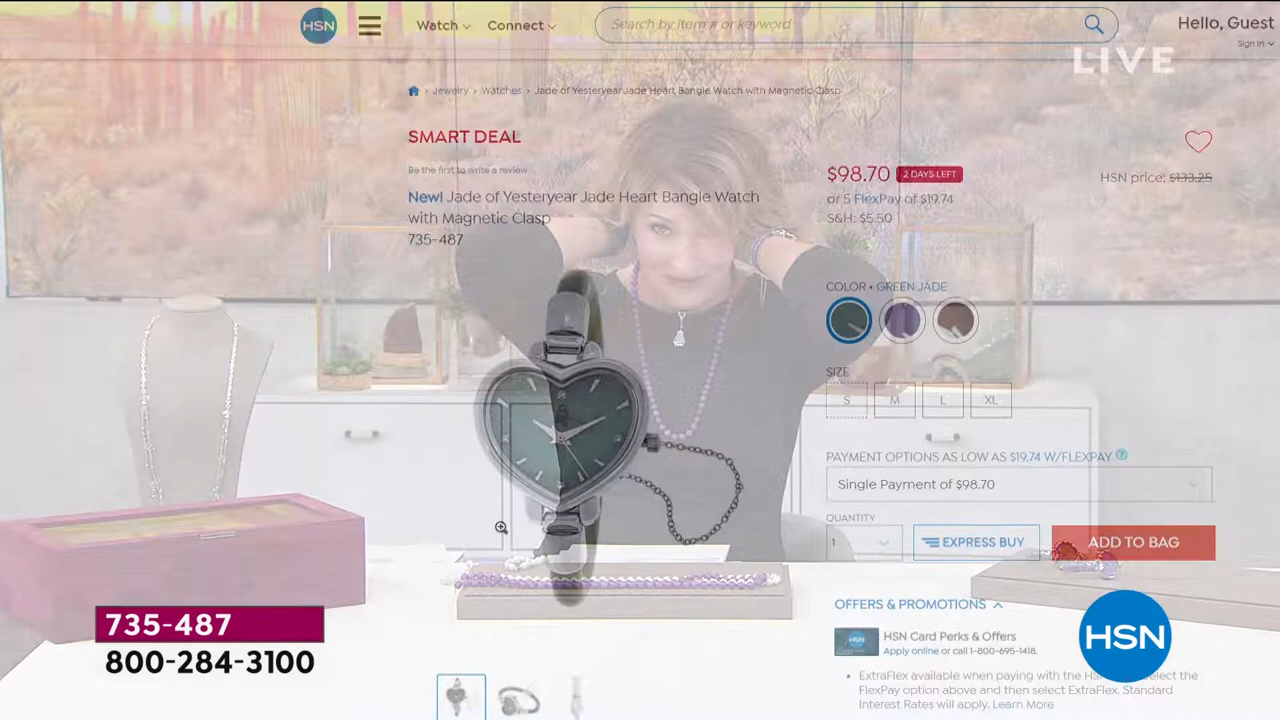 HSN
Watch
Connect
Search by item # or keyword
Hello, Guest
Sign In
LIVE
Jewelry > Watches > Jade of Yesteryear Jade Heart Bangle Watch with Magnetic Clasp
SMART DEAL
Be the first to write a review
New! Jade of Yesteryear Jade Heart Bangle Watch
with Magnetic Clasp
735-487
$98.70 2 DAYS LEFT
HSN price: $133.25
or 5 FlexPay of $19.74
S&H: $5.50
COLOR • GREEN JADE
SIZE
S M L XL
PAYMENT OPTIONS AS LOW AS $19.74 W/FLEXPAY
Single Payment of $98.70
QUANTITY
1
EXPRESS BUY
ADD TO BAG
OFFERS & PROMOTIONS
HSN Card Perks & Offers
Apply online or call 1-800-695-1418.
ExtraFlex available when paying with the HS elect the
FlexPay option above and then select ExtraFlex. Standard
Interest Rates will apply. Learn More
735-487
800-284-3100
HSN